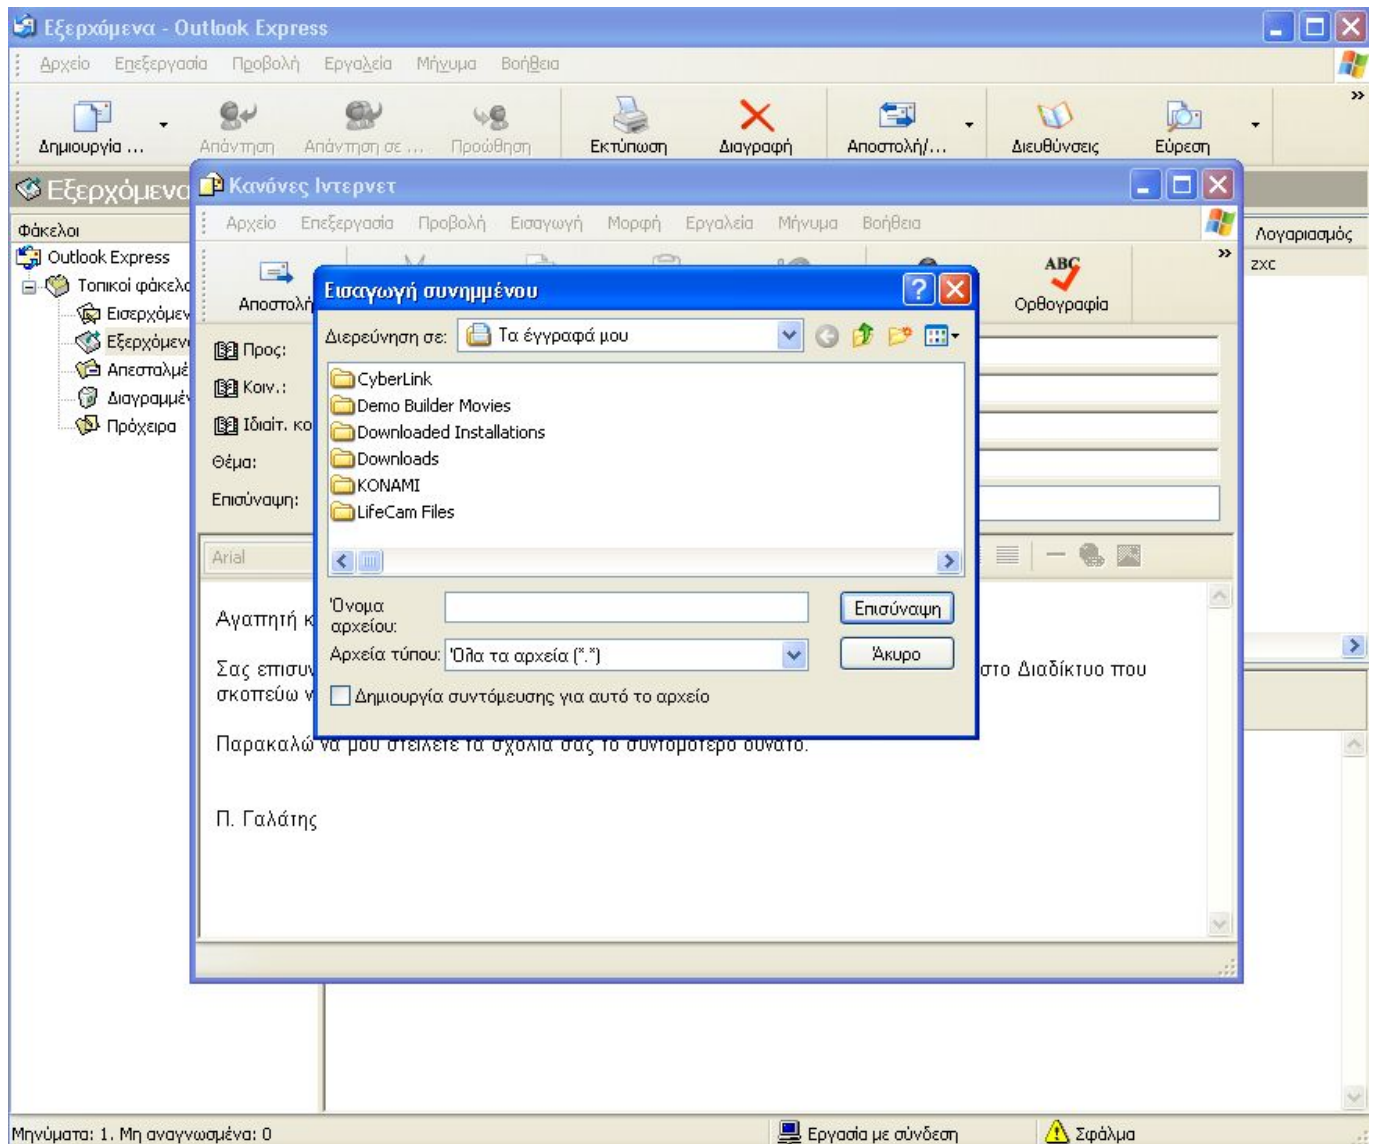 Εξερχόμενα - Outlook Express
Αρχείο Επεξεργασία Προβολή Εργαλεία Μήνυμα Βοήθεια
Δημιουργία ... Απάντηση Απάντηση σε ... Προώθηση Εκτύπωση Διαγραφή Αποστολή/... Διευθύνσεις Εύρεση
Εξερχόμενα
Κανόνες Ιντερνετ
Αρχείο Επεξεργασία Προβολή Εισαγωγή Μορφή Εργαλεία Μήνυμα Βοήθεια
Φάκελοι
Λογαριασμός
Outlook Express
zxc
Τοπικοί
Πρόχειρα
Αποστολή
ABC
Ορθογραφία
Εισαγωγή συνημμένου
Διερεύνηση σε: Τα έγγραφά μου
CyberLink
Demo Builder Movies
Downloaded Installations
Downloads
KONAMI
LifeCam Files
Όνομα
αρχείου:
Επισύναψη
Αρχεία τύπου: Όλα τα αρχεία (*.*)
Άκυρο
Δημιουργία συντόμευσης για αυτό το αρχείο
Προς:
Κοιν.:
Ιδιαίτ.
Θέμα:
Επισύναψη:
Arial
Αγαπητή
Σας στο Διαδίκτυο που
σκοπεύω
Παρακαλώ να μου στείλετε τα σχόλιά σας το συντομότερο δυνατό.
Π. Γαλάτης
Μηνύματα: 1. Μη αναγνωσμένα: 0
Εργασία με σύνδεση
Σφάλμα